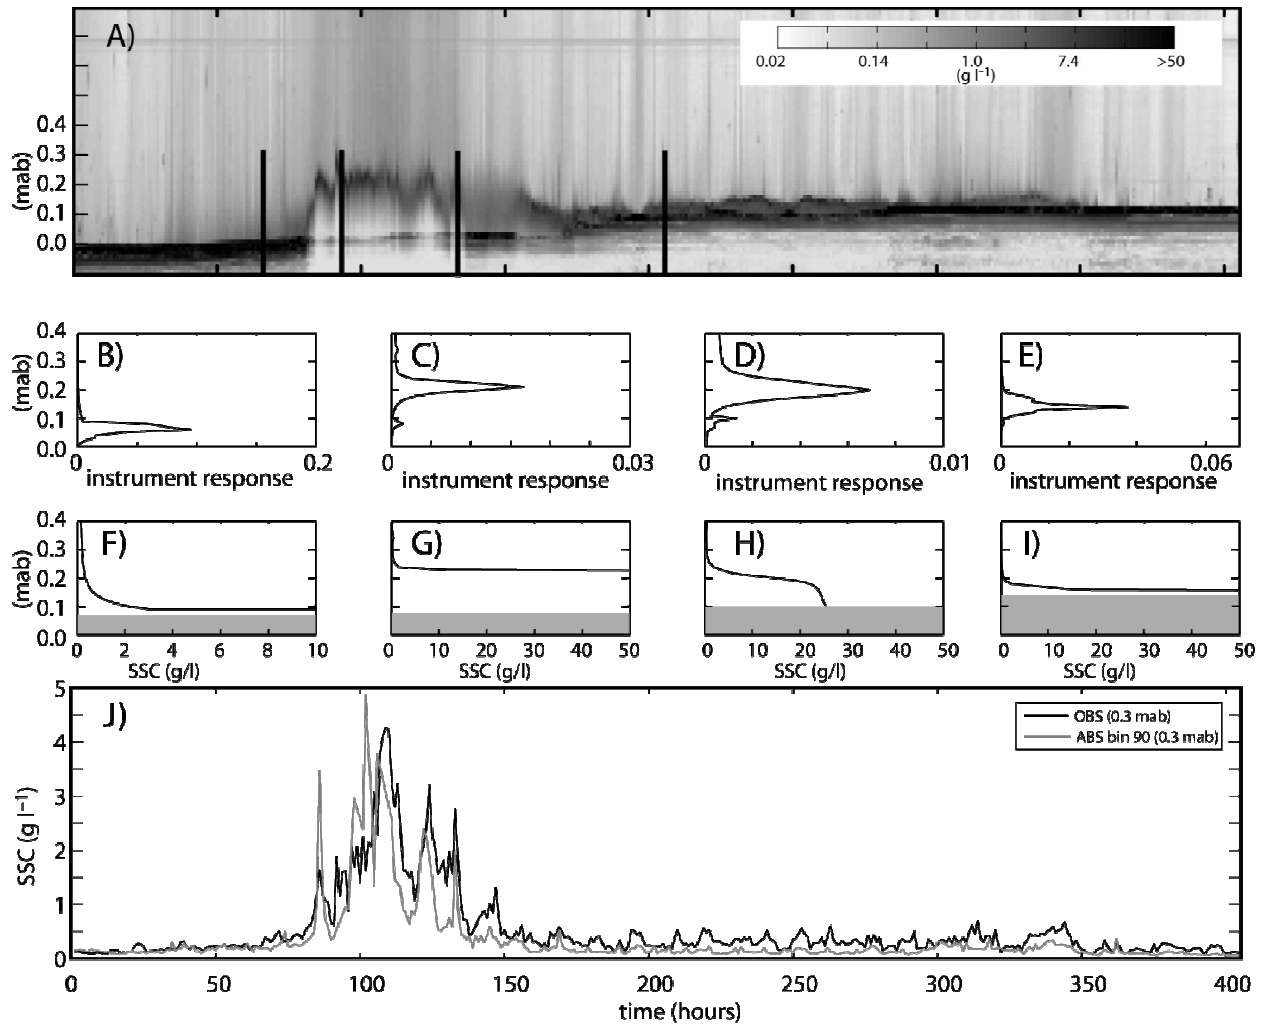 A)
0.02 0.14 1.0 7.4 >50
(g l⁻¹)
0.4
0.3
0.2
0.1
0.0
(mab)
B) C) D) E)
0.4
0.3
0.2
0.1
0.0
(mab)
0 0.2 0 0.03 0 0.01 0 0.06
instrument response instrument response instrument response instrument response
F) G) H) I)
0.4
0.3
0.2
0.1
0.0
(mab)
0 2 4 6 8 10 0 10 20 30 40 50 0 10 20 30 40 50 0 10 20 30 40 50
SSC (g/l) SSC (g/l) SSC (g/l) SSC (g/l)
J)
OBS (0.3 mab)
ABS bin 90 (0.3 mab)
5
4
3
2
1
0
SSC (g l⁻¹)
0 50 100 150 200 250 300 350 400
time (hours)